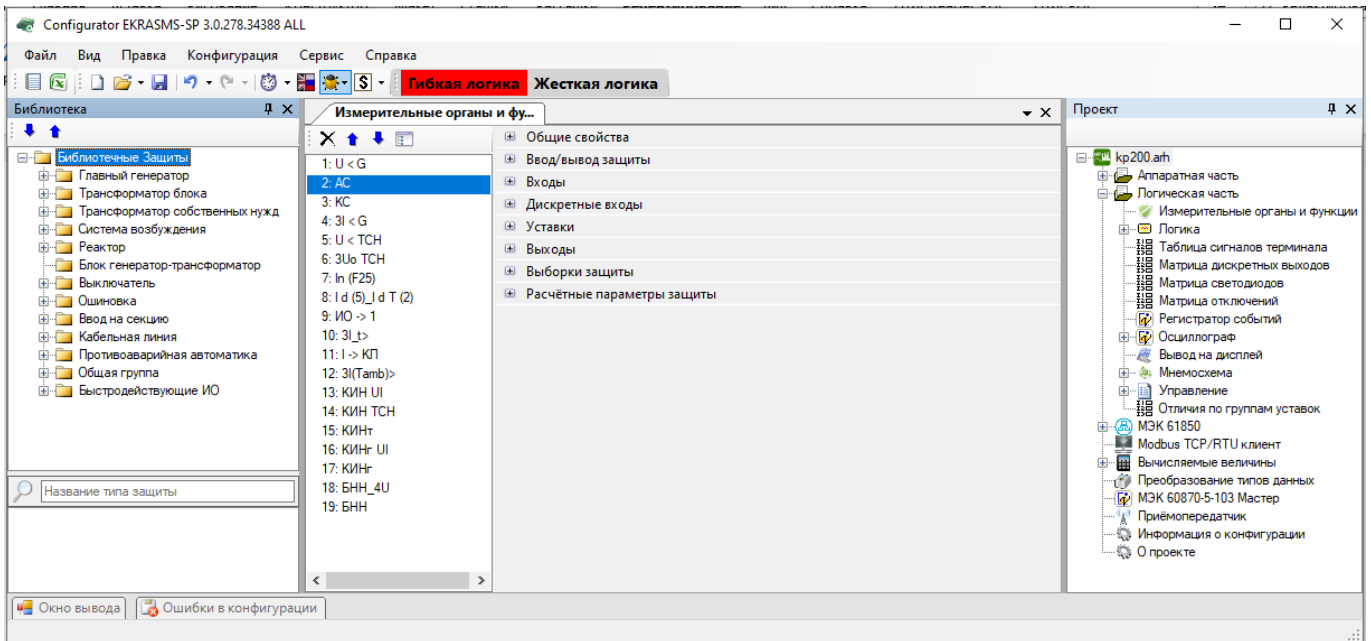 Configurator EKRASMS-SP 3.0.278.34388 ALL
Файл Вид Правка Конфигурация Сервис Справка
Гибкая логика Жесткая логика
Библиотека
Библиотечные Защиты
Главный генератор
Трансформатор блока
Трансформатор собственных нужд
Система возбуждения
Реактор
Блок генератор-трансформатор
Выключатель
Ошиновка
Ввод на секцию
Кабельная линия
Противоаварийная автоматика
Общая группа
Быстродействующие ИО
Название типа защиты
Измерительные органы и фу...
1: U < G
2: AC
3: KC
4: 3I < G
5: U < ТСН
6: 3Uo ТСН
7: In (F25)
8: I d (5)_I d T (2)
9: ИО -> 1
10: 3I_t>
11: I -> КП
12: 3I(Tamb)>
13: КИН UI
14: КИН ТСН
15: КИНт
16: КИНг UI
17: КИНг
18: БНН_4U
19: БНН
Общие свойства
Ввод/вывод защиты
Входы
Дискретные входы
Уставки
Выходы
Выборки защиты
Расчётные параметры защиты
Проект
kp200.arh
Аппаратная часть
Логическая часть
Измерительные органы и функции
Логика
Таблица сигналов терминала
Матрица дискретных выходов
Матрица светодиодов
Матрица отключений
Регистратор событий
Осциллограф
Вывод на дисплей
Мнемосхема
Управление
Отличия по группам уставок
МЭК 61850
Modbus TCP/RTU клиент
Вычисляемые величины
Преобразование типов данных
МЭК 60870-5-103 Мастер
Приёмопередатчик
Информация о конфигурации
О проекте
Окно вывода Ошибки в конфигурации